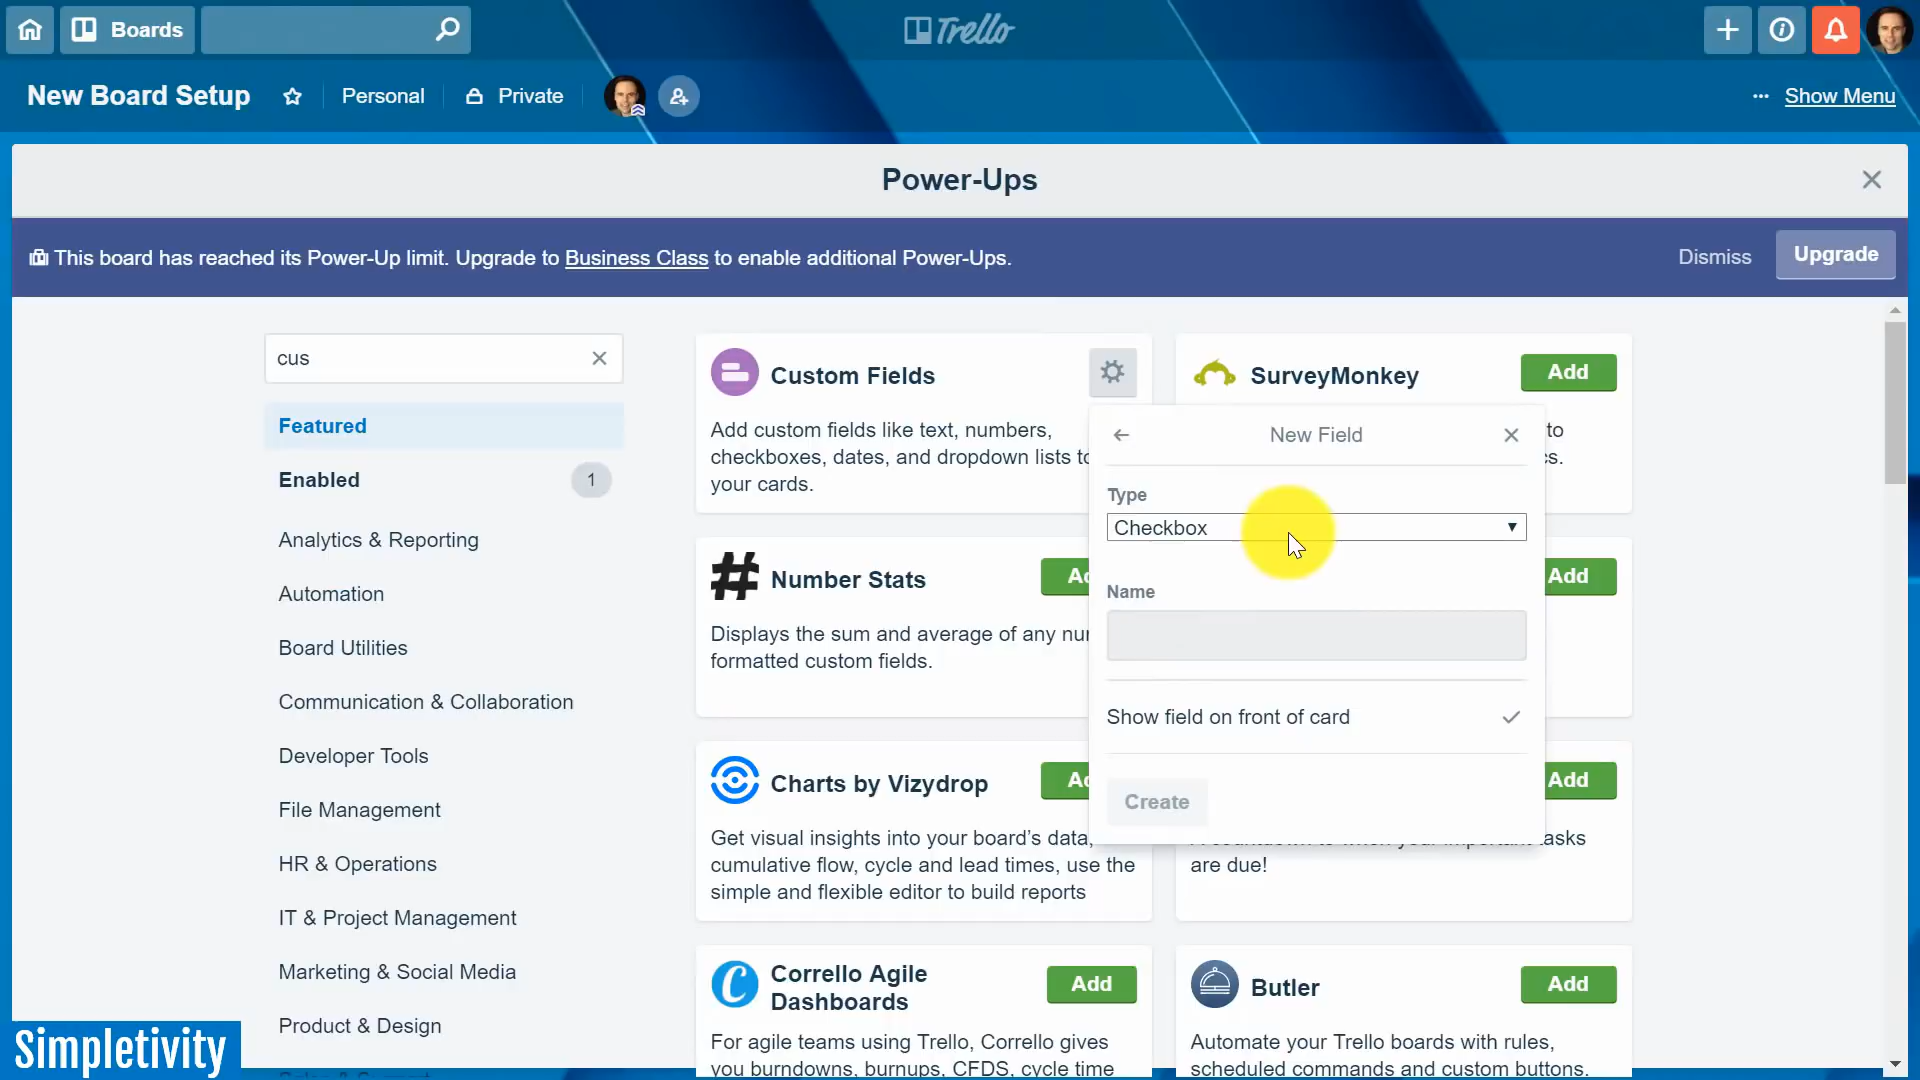 Boards
Trello
New Board Setup
Personal
Private
Show Menu
Power-Ups
This board has reached its Power-Up limit. Upgrade to Business Class to enable additional Power-Ups.
Dismiss
Upgrade
cus
Featured
Enabled
1
Analytics & Reporting
Automation
Board Utilities
Communication & Collaboration
Developer Tools
File Management
HR & Operations
IT & Project Management
Marketing & Social Media
Product & Design
Custom Fields
Add custom fields like text, numbers,
checkboxes, dates, and dropdown lists to
your cards.
SurveyMonkey
Add
to
cs.
New Field
Type
Checkbox
Name
Show field on front of card
Create
Number Stats
Displays the sum and average of any
formatted custom fields.
Add
Charts by Vizydrop
Get visual insights into your board's data,
cumulative flow, cycle and lead times, use the
simple and flexible editor to build reports
Add
are due!
Corrello Agile
Dashboards
Add
For agile teams using Trello, Corrello gives
you burndowns, burnups, CFDS, cycle time
Butler
Add
Automate your Trello boards with rules,
scheduled commands and custom buttons.
Simpletivity